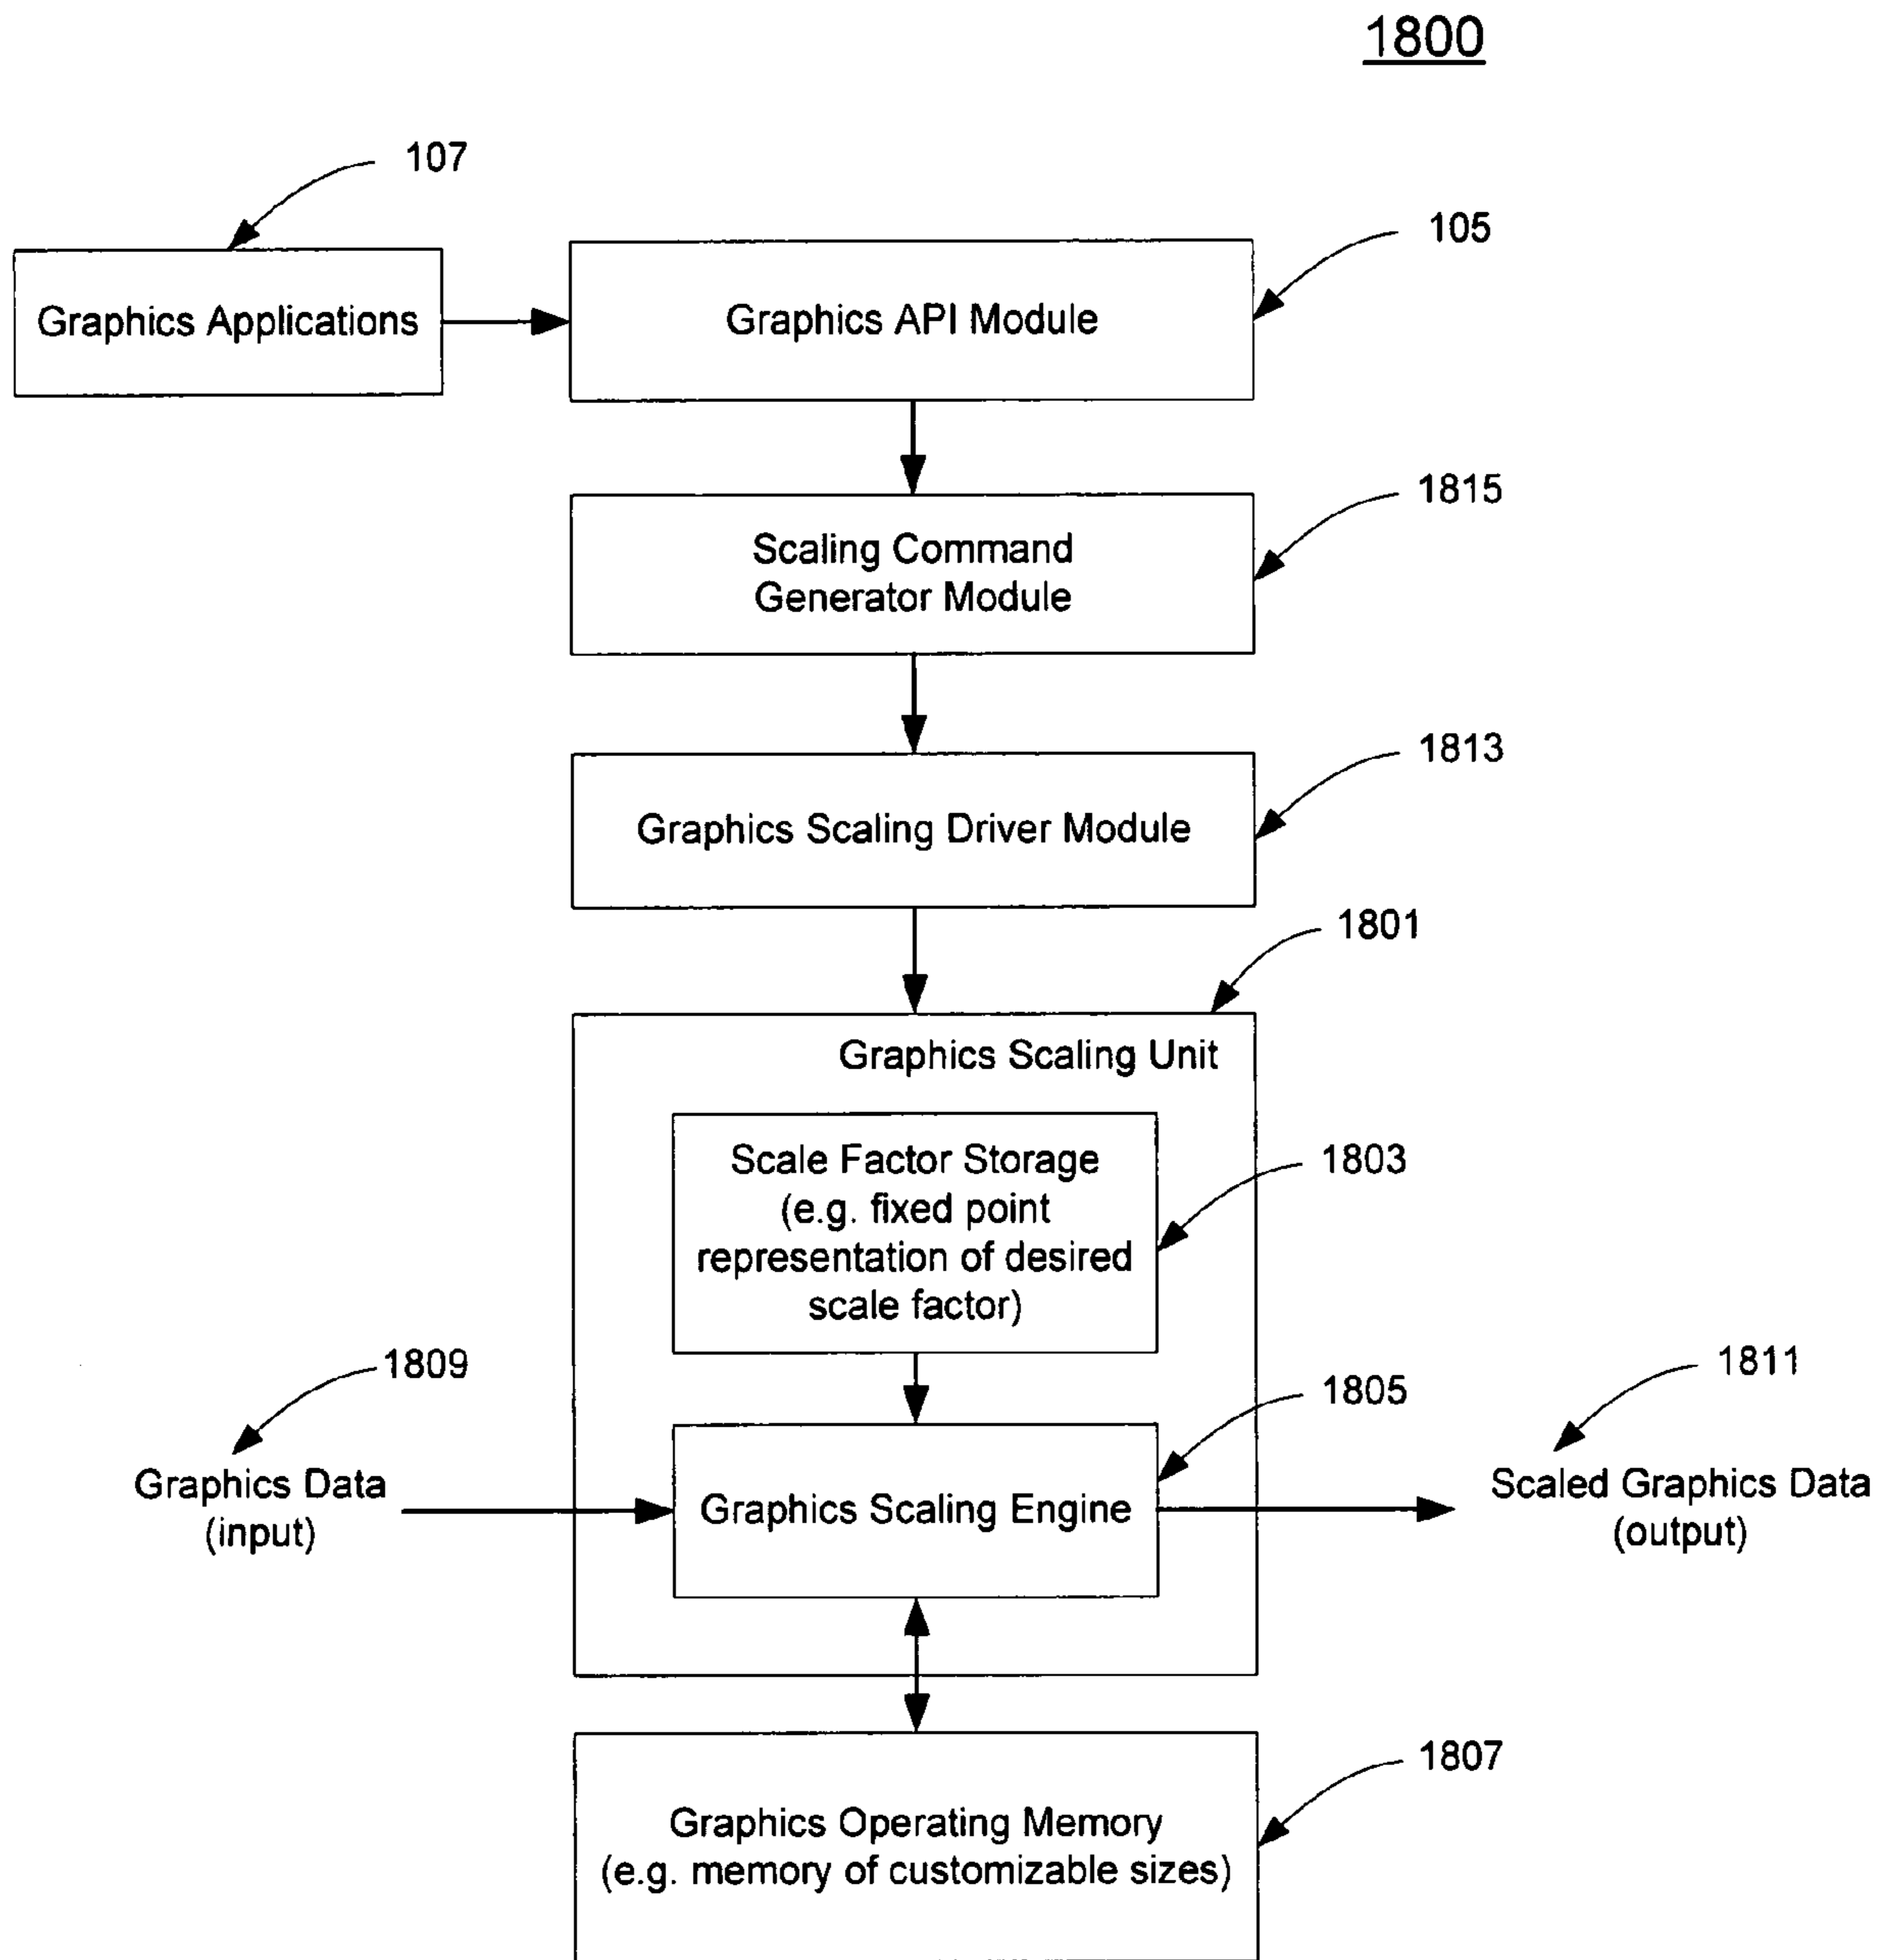 1800
107
105
Graphics Applications
Graphics API Module
1815
Scaling Command
Generator Module
1813
Graphics Scaling Driver Module
1801
Graphics Scaling Unit
Scale Factor Storage
(e.g. fixed point
representation of desired
scale factor)
1803
1809
1805
1811
Graphics Data
(input)
Graphics Scaling Engine
Scaled Graphics Data
(output)
1807
Graphics Operating Memory
(e.g. memory of customizable sizes)